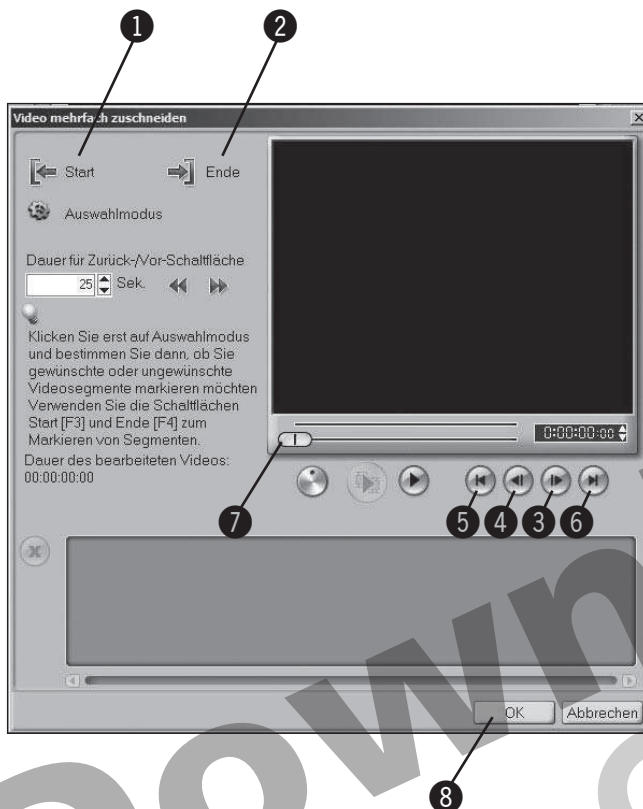 1 2
Video mehrfach zuschneiden
Start Ende
Auswahlmodus
Dauer für Zurück-/Vor-Schaltfläche
25 Sek.
Klicken Sie erst auf Auswahlmodus
und bestimmen Sie dann, ob Sie
gewünschte oder ungewünschte
Videosegmente markieren möchten
Verwenden Sie die Schaltflächen
Start [F3] und Ende [F4] zum
Markieren von Segmenten.
Dauer des bearbeiteten Videos:
00:00:00:00
0:00:00:00
7 5 4 3 6
OK Abbrechen
8